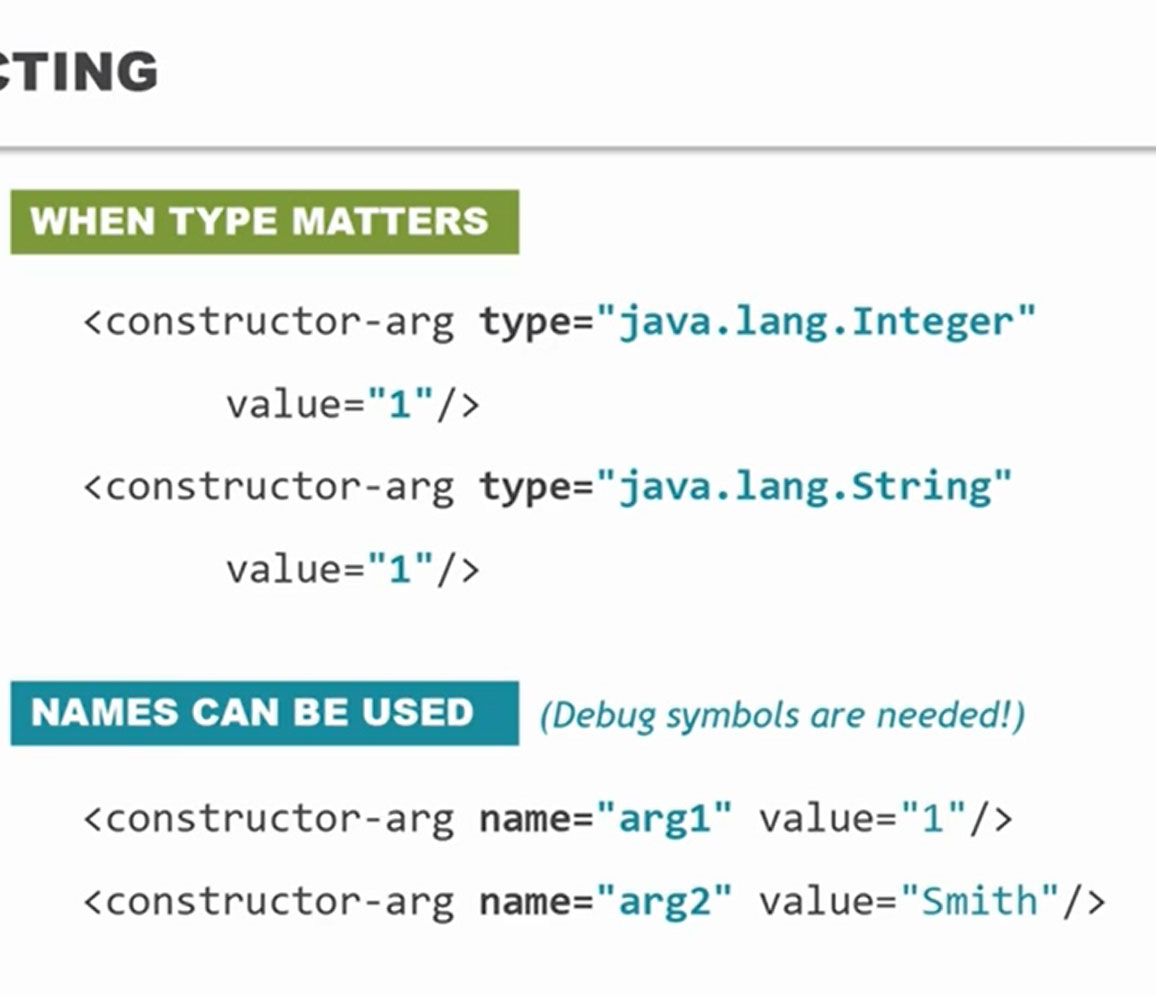 CTING
WHEN TYPE MATTERS
<constructor-arg type="java.lang.Integer"
value="1"/>
<constructor-arg type="java.lang.String"
value="1"/>
NAMES CAN BE USED (Debug symbols are needed!)
<constructor-arg name="arg1" value="1"/>
<constructor-arg name="arg2" value="Smith"/>